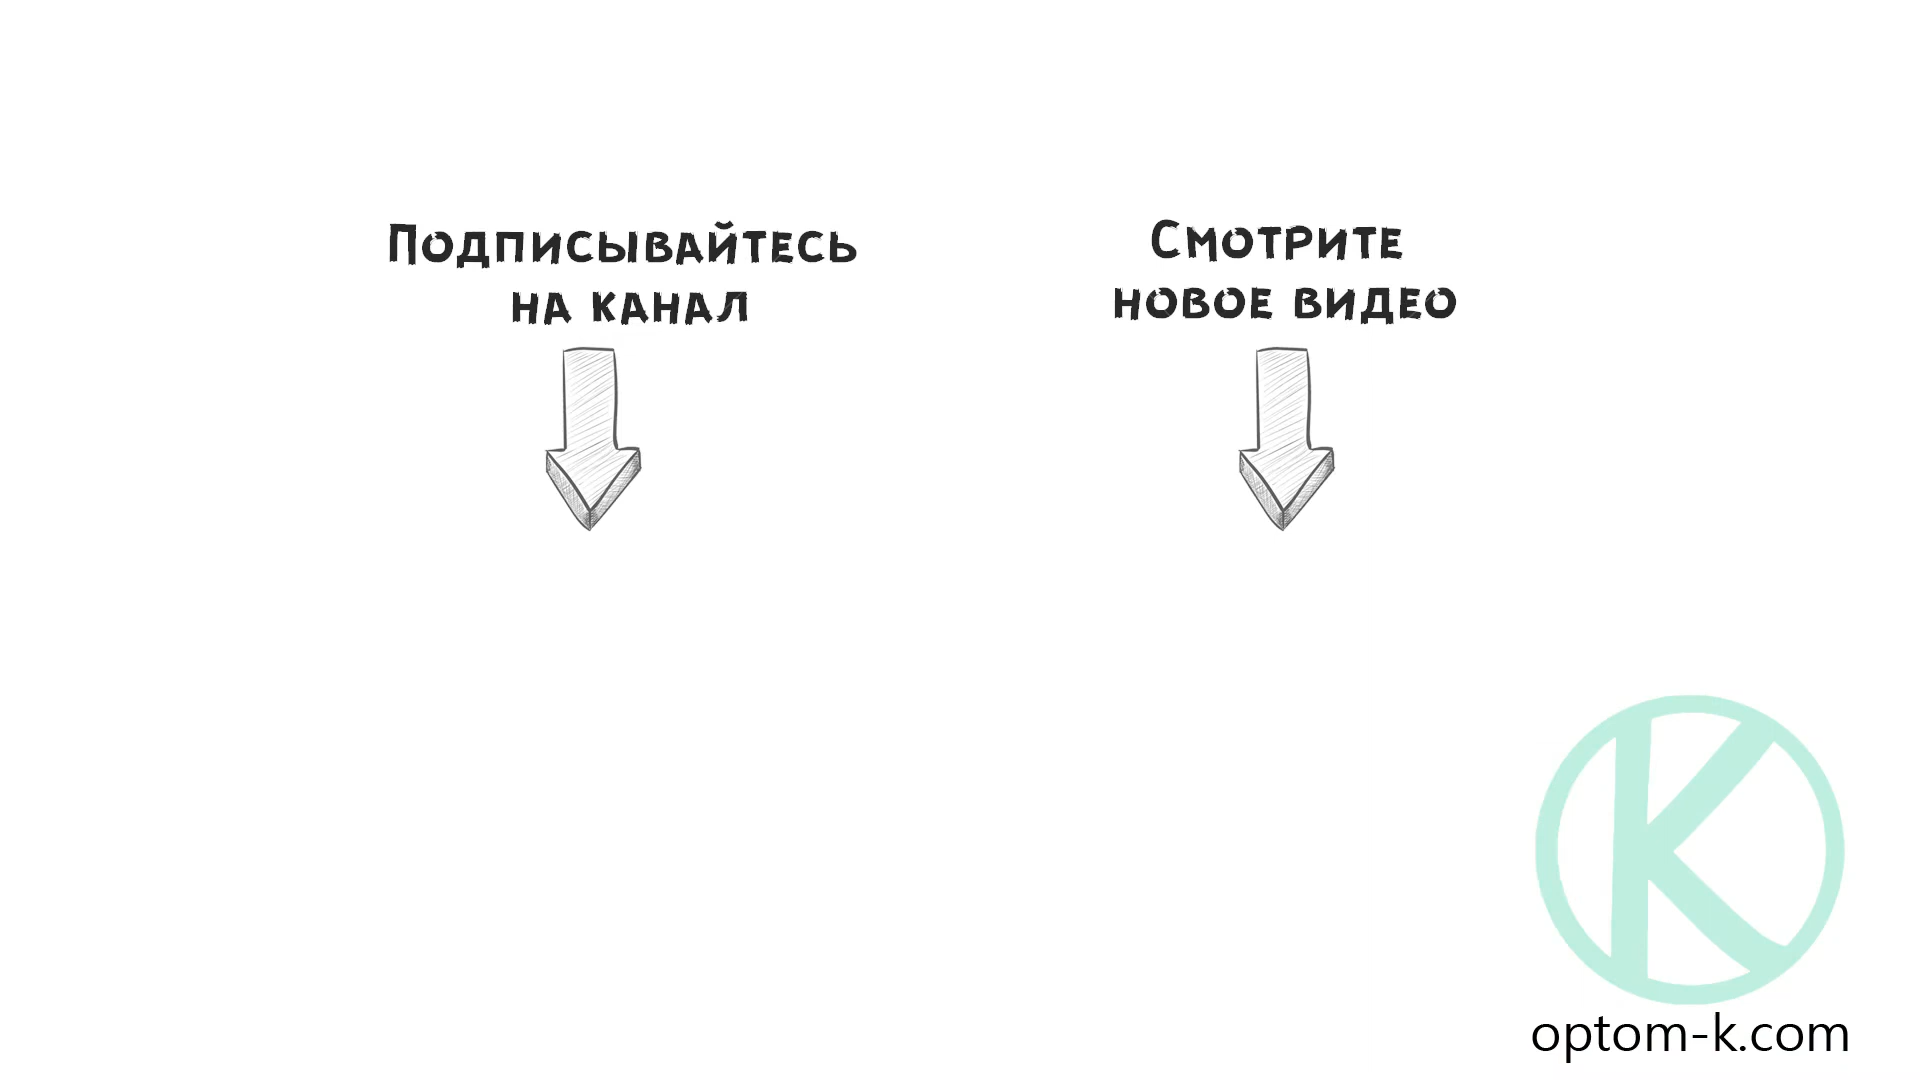 Подписывайтесь
на канал
Смотрите
новое видео
K
optom-k.com